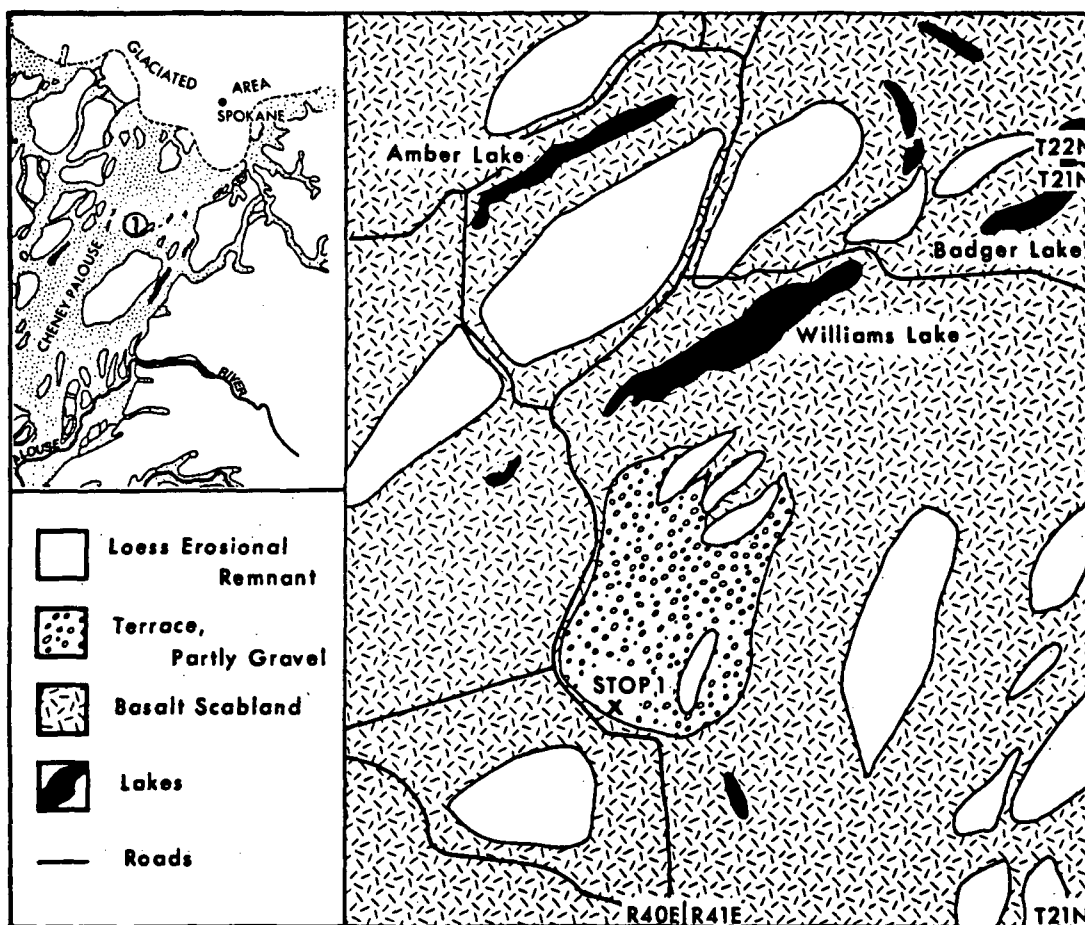 GLACIATED
AREA
SPOKANE
1
CHENEY PALOUSE
RIVER
LOUSE
Loess Erosional
Remnant
Terrace,
Partly Gravel
Basalt Scabland
Lakes
Roads
Amber Lake
T22N
T21N
Badger Lake
Williams Lake
STOP 1
X
R40E|R41E
T21N